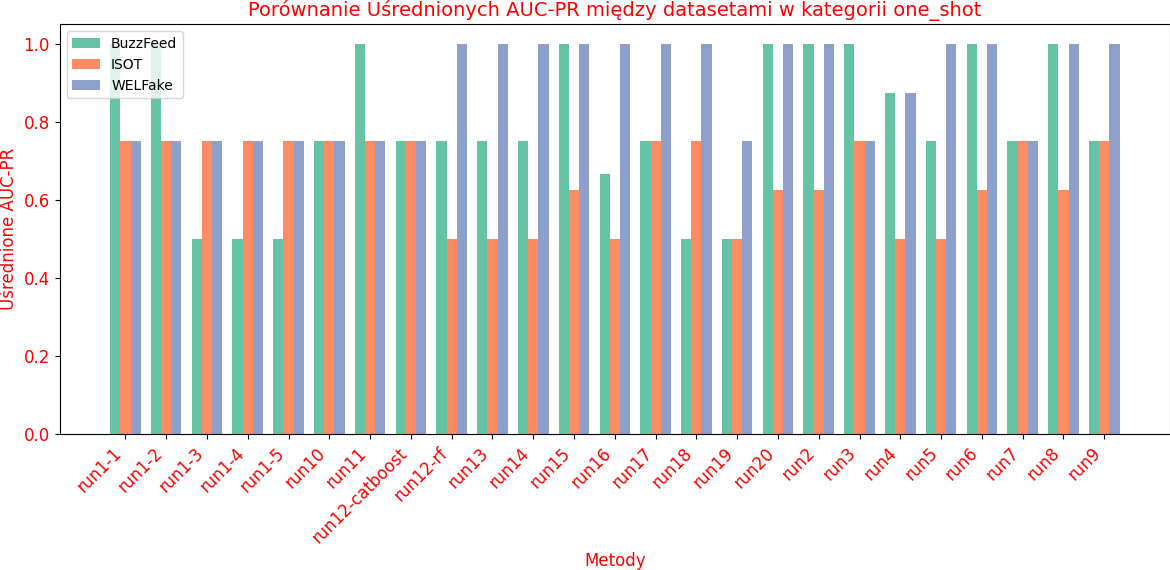 Porównanie Uśrednionych AUC-PR między datasetami w kategorii one_shot
BuzzFeed
ISOT
WELFake
Uśrednione AUC-PR
1.0
0.8
0.6
0.4
0.2
0.0
run1-1
run1-2
run1-3
run1-4
run1-5
run10
run11
run12-catboost
run12-rf
run13
run14
run15
run16
run17
run18
run19
run20
run2
run3
run4
run5
run6
run7
run8
run9
Metody